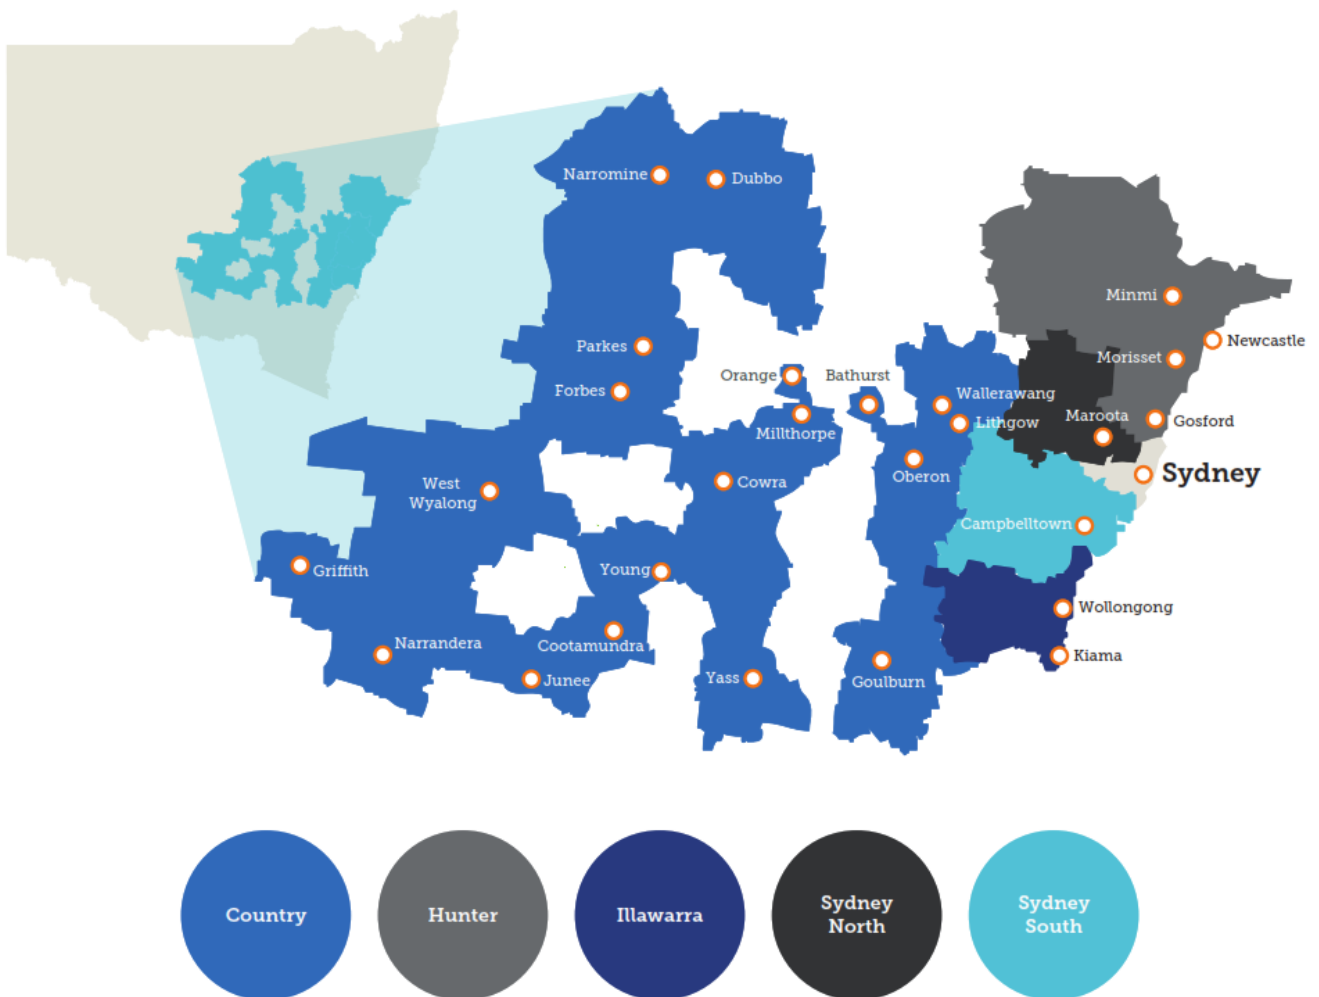 Narromine
Dubbo
Minmi
Newcastle
Parkes
Morisset
Orange
Bathurst
Forbes
Wallerawang
Maroota
Gosford
Lithgow
Millthorpe
Sydney
Oberon
West
Wyalong
Cowra
Campbelltown
Griffith
Young
Wollongong
Narrandera
Cootamundra
Kiama
Junee
Yass
Goulburn
Country
Hunter
Illawarra
Sydney
North
Sydney
South